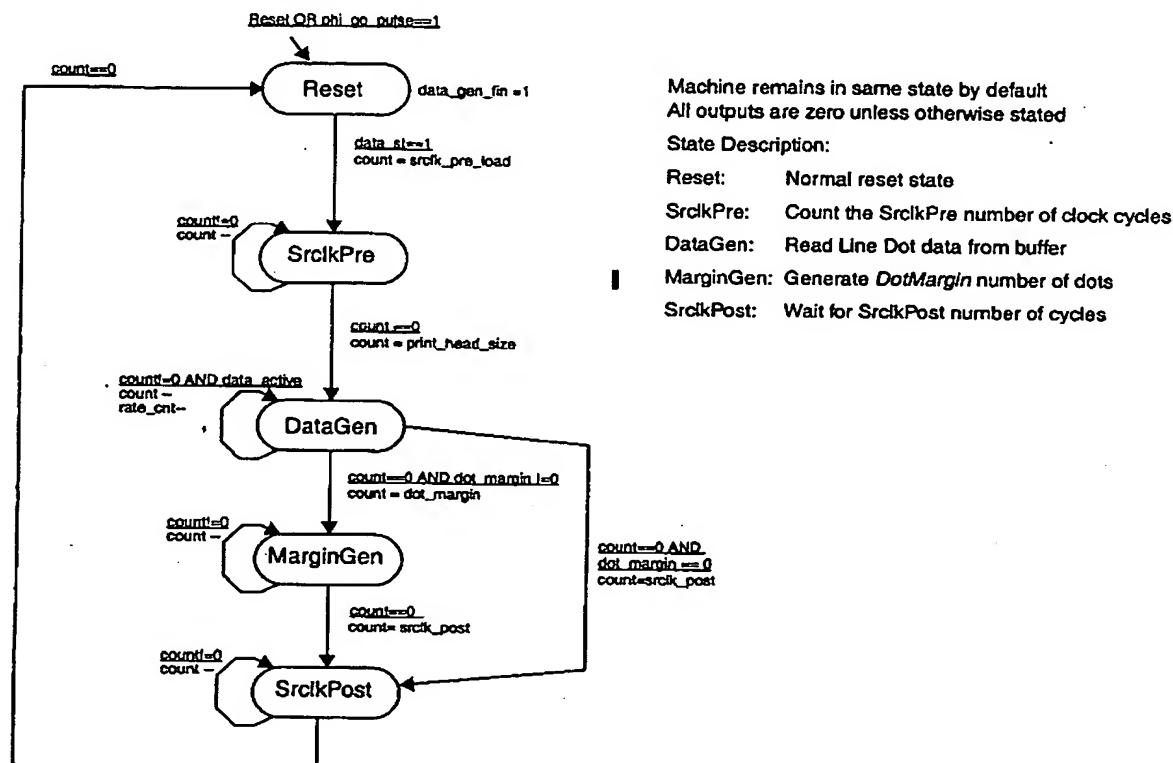 Reset OR phi_go_pulse==1
count==0
Reset
data_gen_fin =1
data_st==1
count = srclk_pre_load
count!=0
count --
SrclkPre
count ==0
count = print_head_size
count!=0 AND data_active
count --
rate_cnt--
DataGen
count==0 AND dot_margin !=0
count = dot_margin
count!=0
count --
MarginGen
count==0 AND
dot_margin == 0
count=srclk_post
count==0
count= srclk_post
count!=0
count --
SrclkPost
Machine remains in same state by default
All outputs are zero unless otherwise stated
State Description:
Reset: Normal reset state
SrclkPre: Count the SrclkPre number of clock cycles
DataGen: Read Line Dot data from buffer
MarginGen: Generate DotMargin number of dots
SrclkPost: Wait for SrclkPost number of cycles